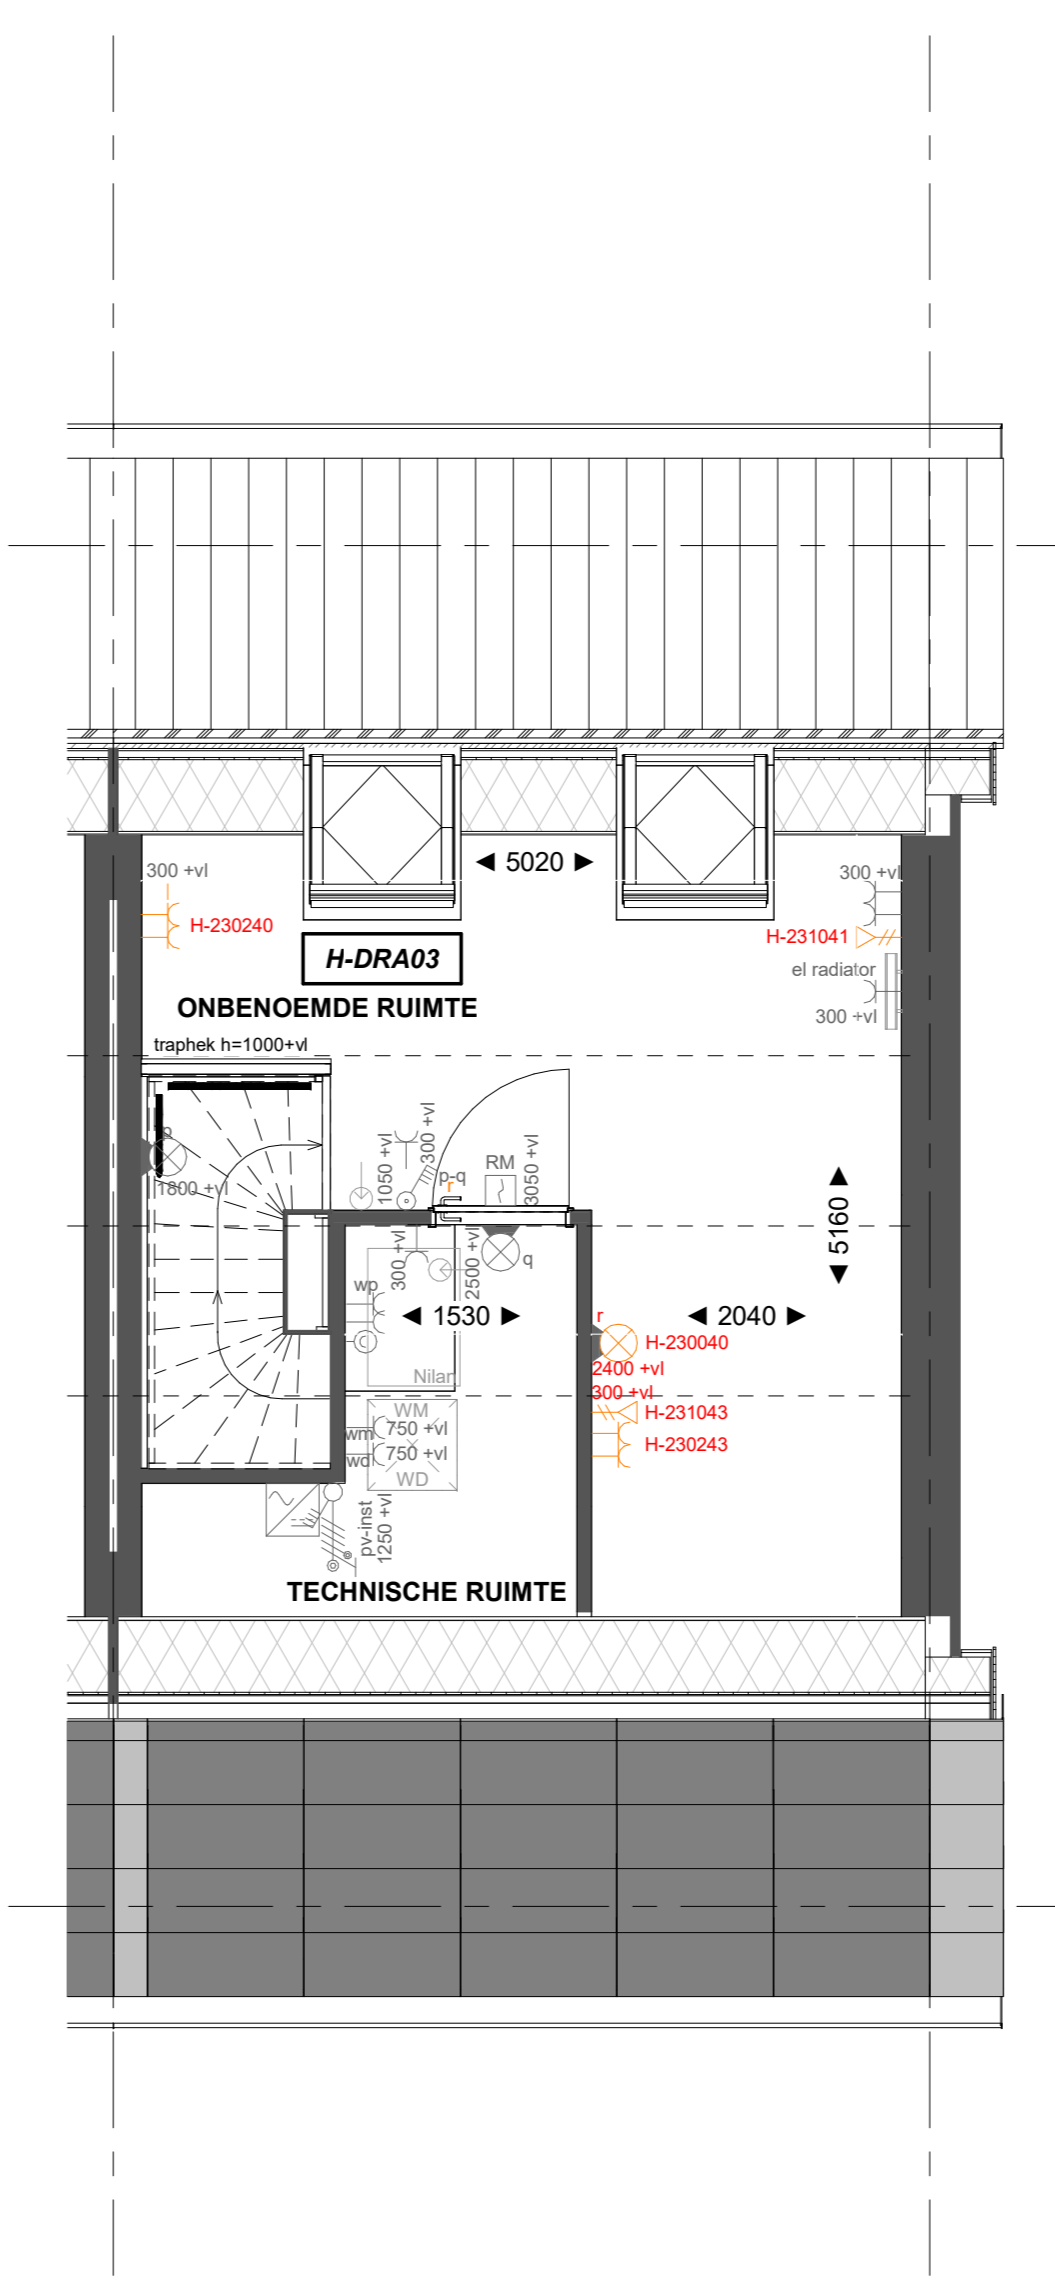 ◄ 5020 ►
300 +vl
H-230240
300 +vl
H-231041
H-DRA03
el radiator
ONBENOEMDE RUIMTE
300 +vl
traphek h=1000+vl
p
1800 +vl
1050 +vl
300 +vl
p-q
r
RM
3050 +vl
◄ 5160 ►
300 +vl
2500 +vl
q
wp
◄ 1530 ►
◄ 2040 ►
r
H-230040
2400 +vl
Nilan
300 +vl
WM
H-231043
wm
750 +vl
H-230243
wd
750 +vl
WD
pv-inst
1250 +vl
TECHNISCHE RUIMTE